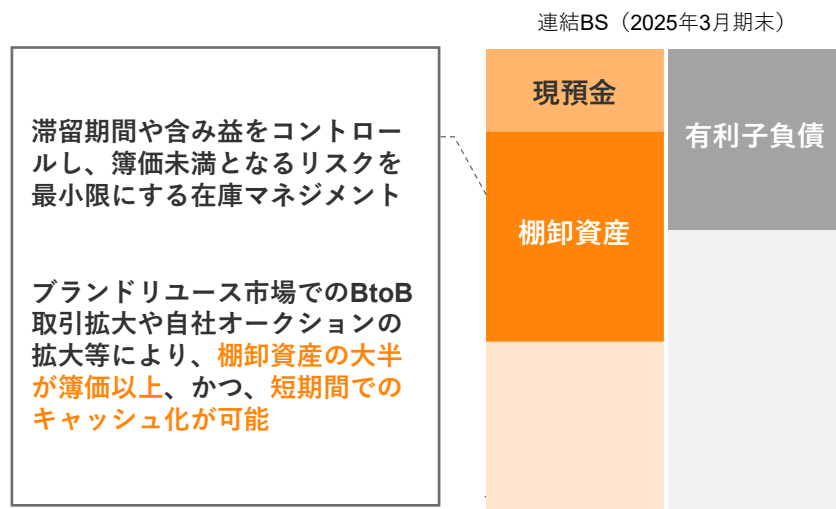 連結BS（2025年3月期末）
滞留期間や含み益をコントロー
ルし、簿価未満となるリスクを
最小限にする在庫マネジメント
ブランドリユース市場でのBtoB
取引拡大や自社オークションの
拡大等により、棚卸資産の大半
が簿価以上、かつ、短期間での
キャッシュ化が可能
現預金
棚卸資産
有利子負債